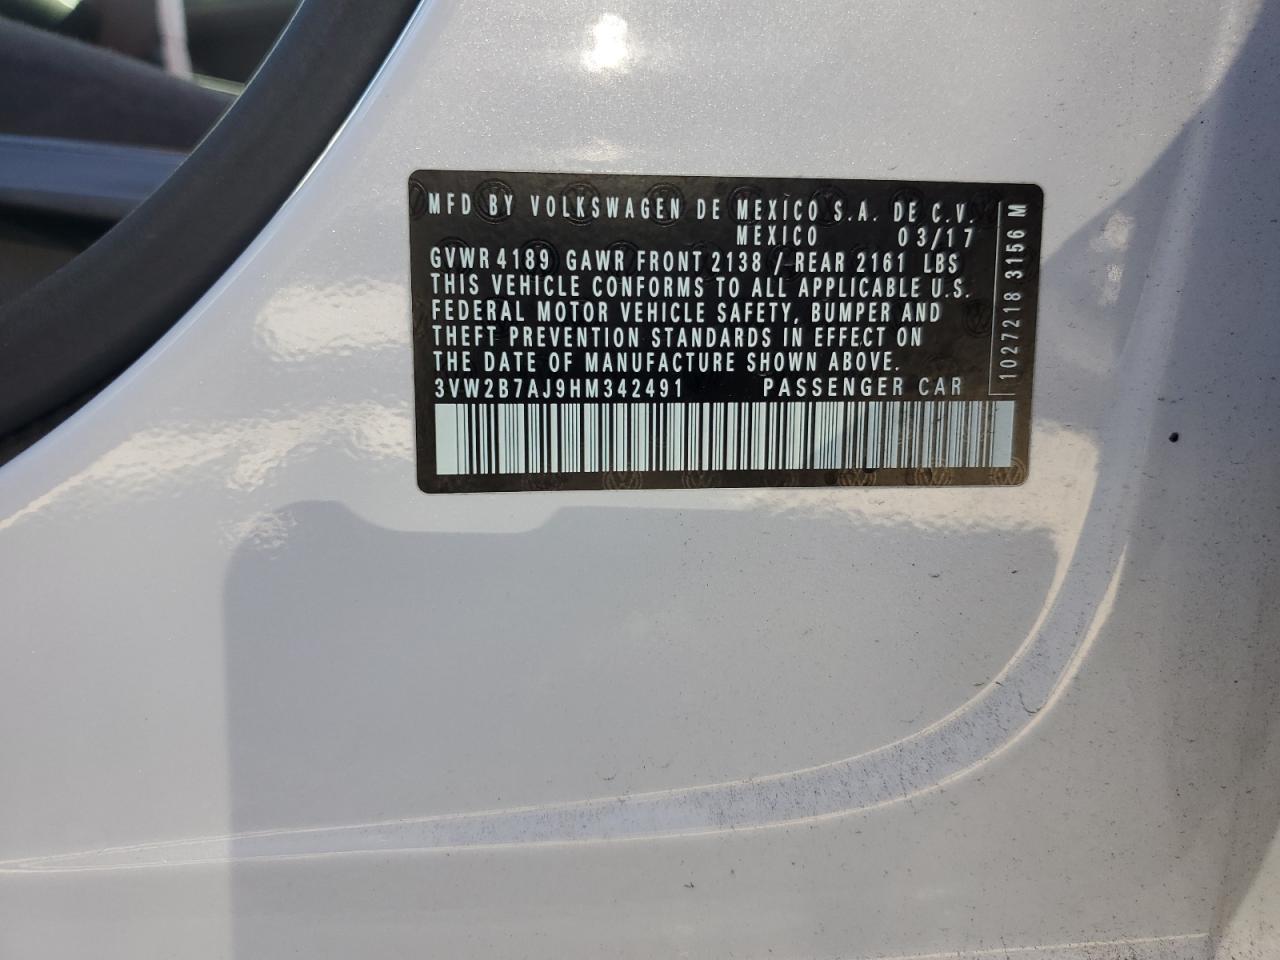 MFD BY VOLKSWAGEN DE MEXICO S.A. DE C.V.
MEXICO 03/17
GVWR 4189 GAWR FRONT 2138 / REAR 2161 LBS
THIS VEHICLE CONFORMS TO ALL APPLICABLE U.S.
FEDERAL MOTOR VEHICLE SAFETY, BUMPER AND
THEFT PREVENTION STANDARDS IN EFFECT ON
THE DATE OF MANUFACTURE SHOWN ABOVE.
3VW2B7AJ9HM342491 PASSENGER CAR
1027218 3156 M